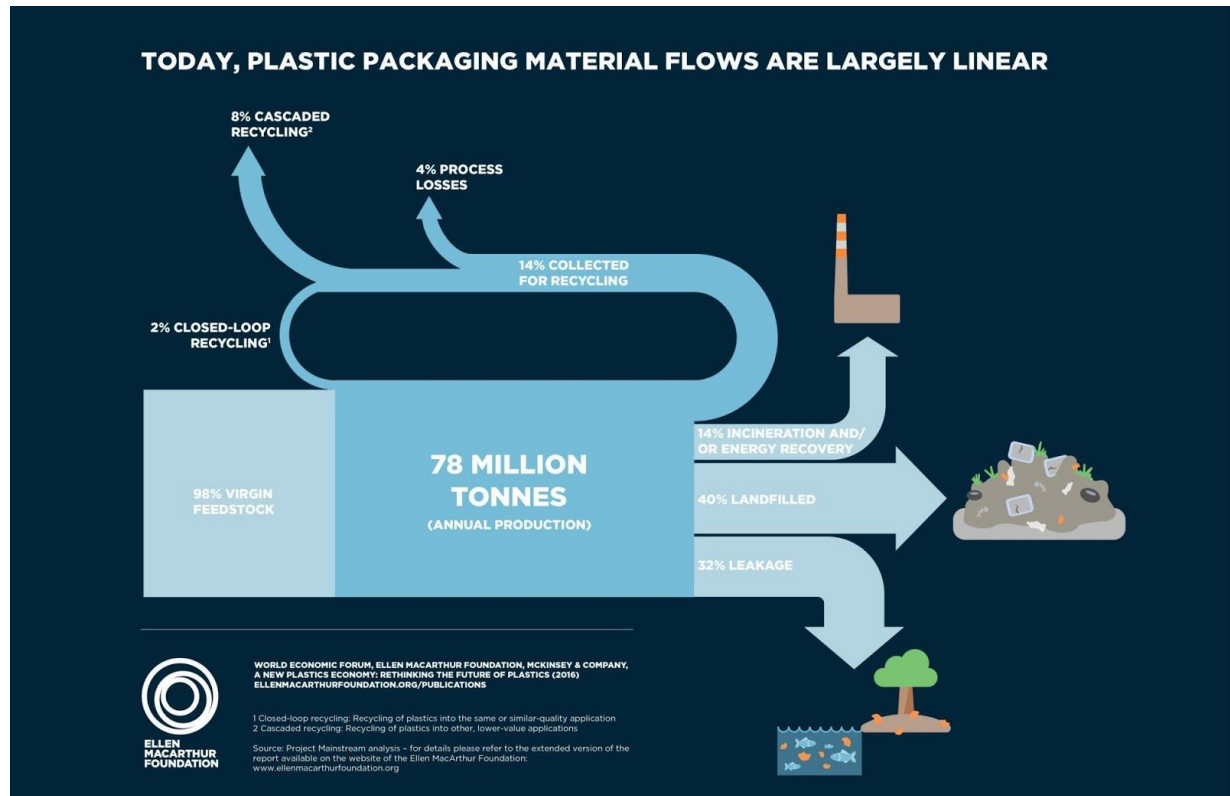 TODAY, PLASTIC PACKAGING MATERIAL FLOWS ARE LARGELY LINEAR
8% CASCADED
RECYCLING²
4% PROCESS
LOSSES
14% COLLECTED
FOR RECYCLING
2% CLOSED-LOOP
RECYCLING¹
98% VIRGIN
FEEDSTOCK
78 MILLION
TONNES
(ANNUAL PRODUCTION)
14% INCINERATION AND/
OR ENERGY RECOVERY
40% LANDFILLED
32% LEAKAGE
ELLEN
MACARTHUR
FOUNDATION
WORLD ECONOMIC FORUM, ELLEN MACARTHUR FOUNDATION, MCKINSEY & COMPANY,
A NEW PLASTICS ECONOMY: RETHINKING THE FUTURE OF PLASTICS (2016)
ELLENMACARTHURFOUNDATION.ORG/PUBLICATIONS
1 Closed-loop recycling: Recycling of plastics into the same or similar-quality application
2 Cascaded recycling: Recycling of plastics into other, lower-value applications
Source: Project Mainstream analysis – for details please refer to the extended version of the
report available on the website of the Ellen MacArthur Foundation:
www.ellenmacarthurfoundation.org